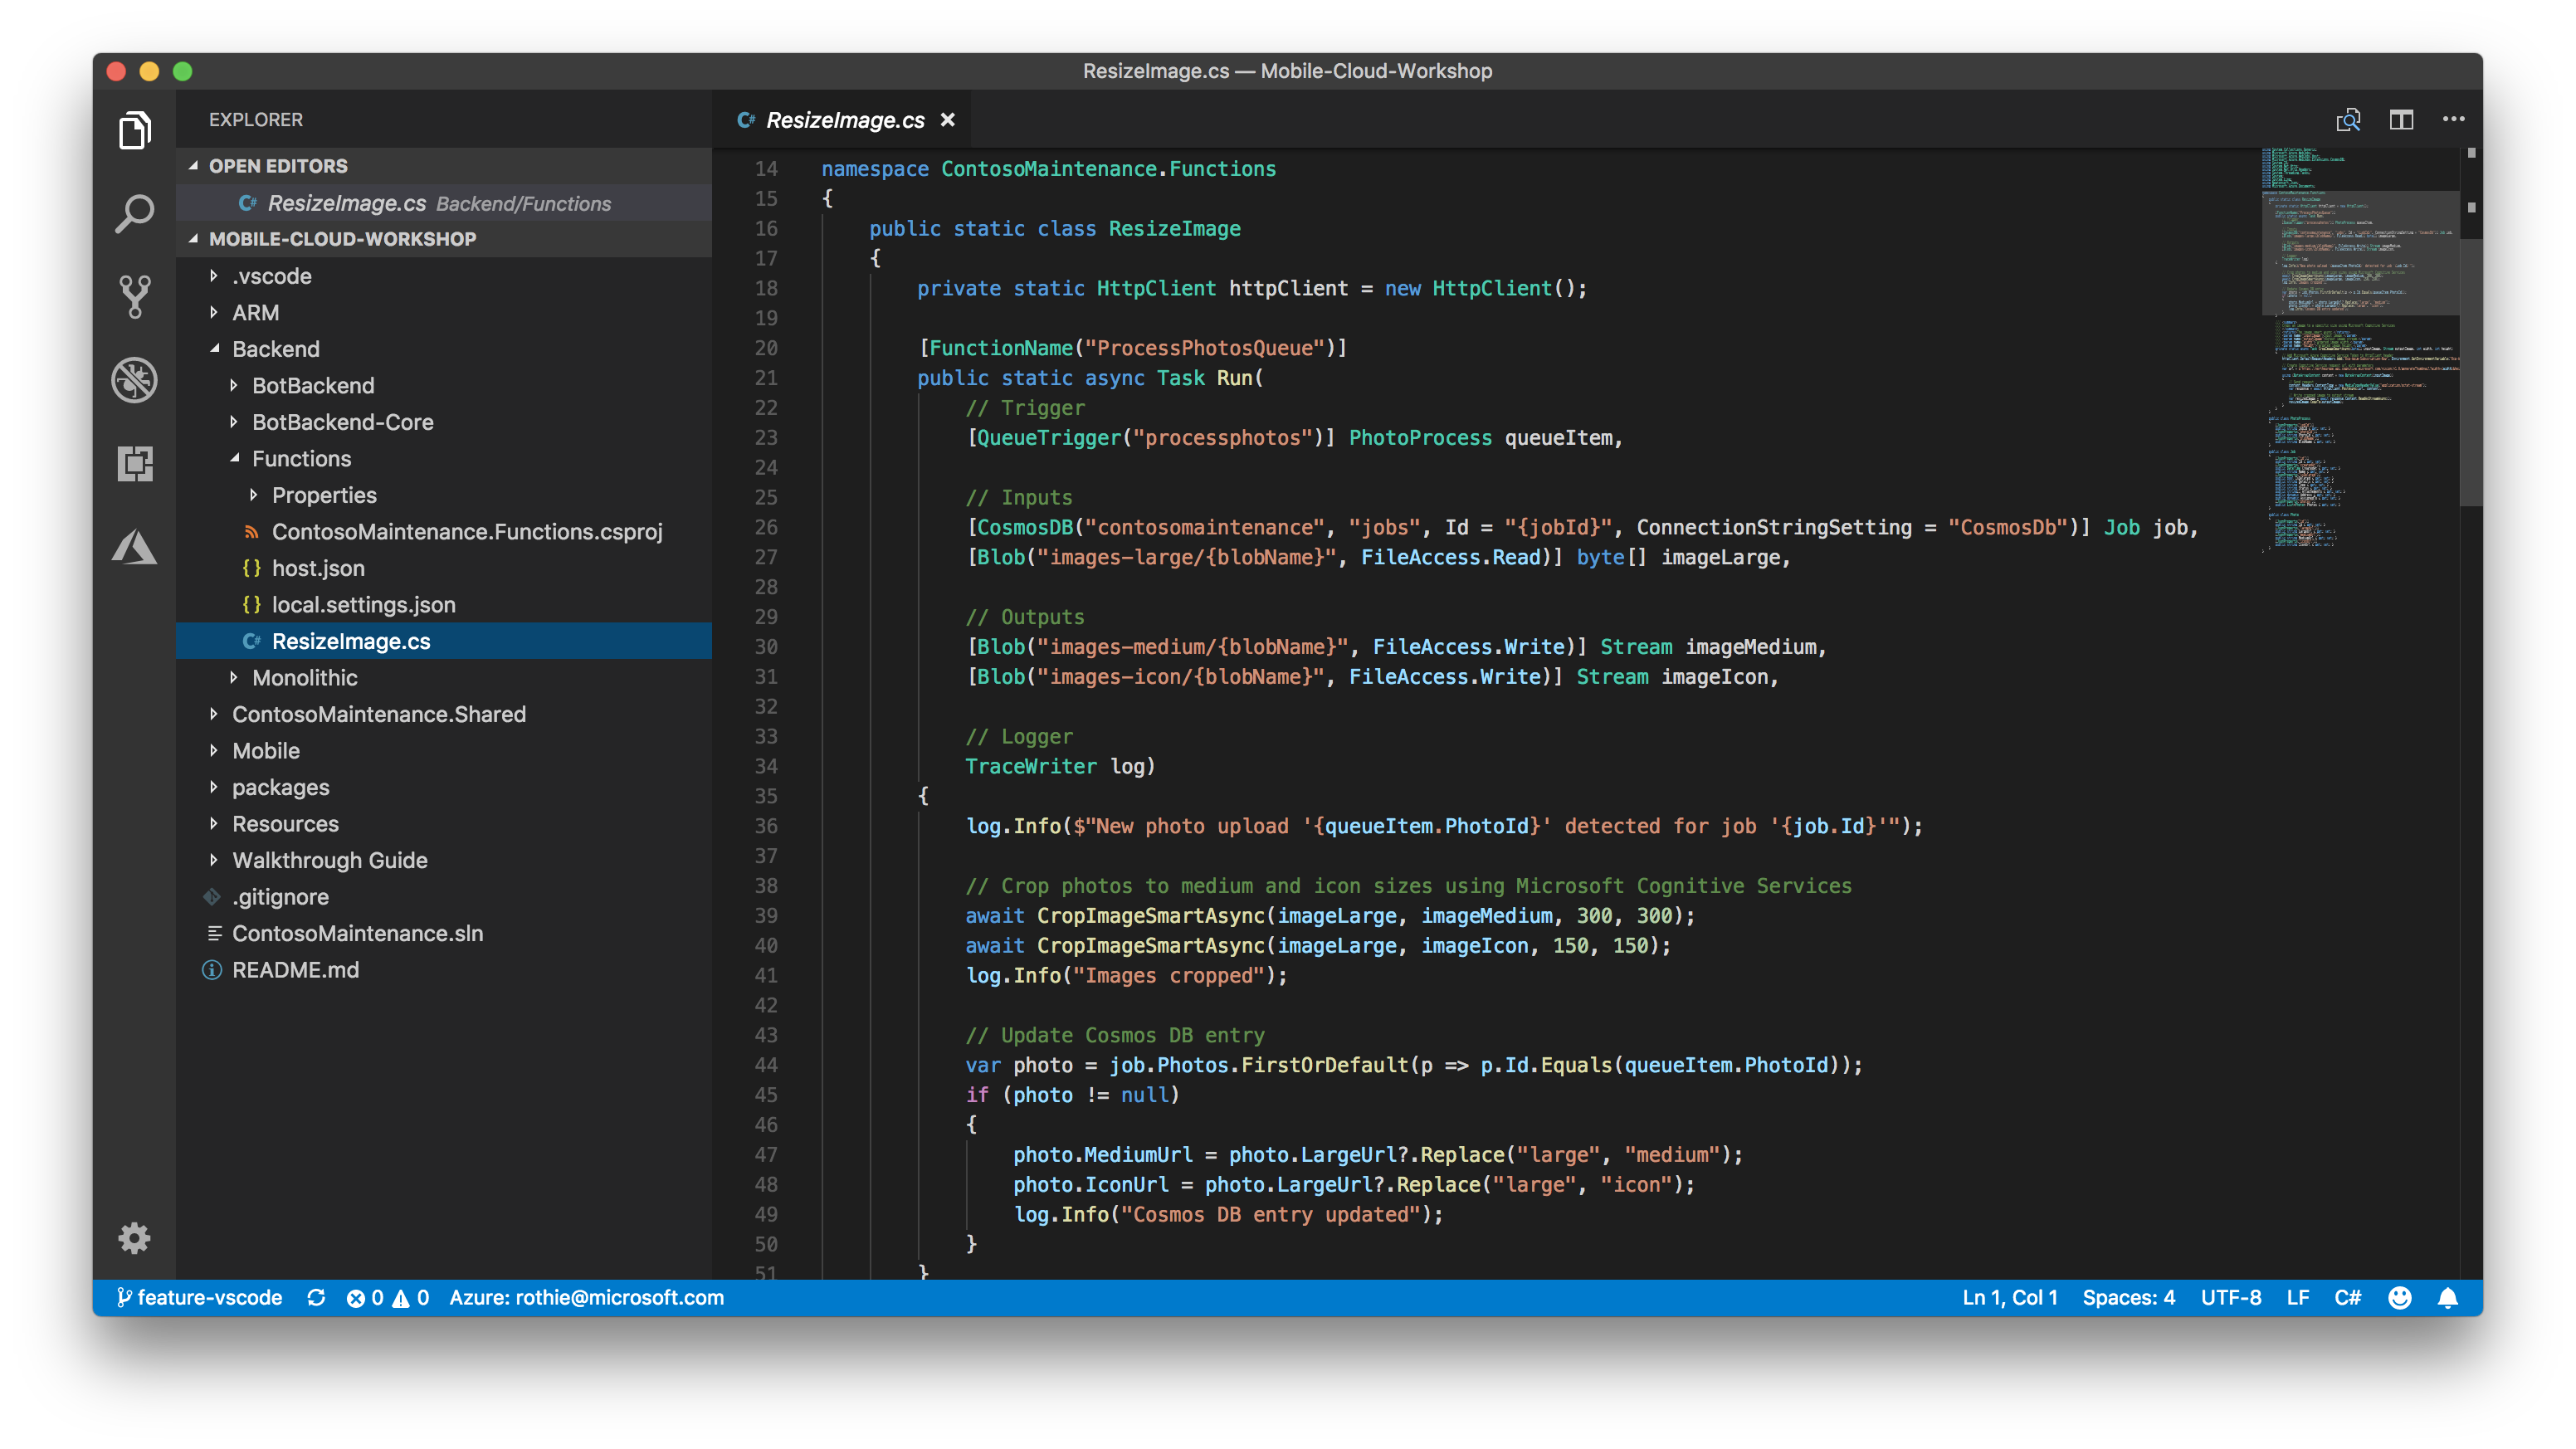 ResizeImage.cs — Mobile-Cloud-Workshop
EXPLORER
OPEN EDITORS
C# ResizeImage.cs Backend/Functions
MOBILE-CLOUD-WORKSHOP
.vscode
ARM
Backend
BotBackend
BotBackend-Core
Functions
Properties
ContosoMaintenance.Functions.csproj
{} host.json
{} local.settings.json
C# ResizeImage.cs
Monolithic
ContosoMaintenance.Shared
Mobile
packages
Resources
Walkthrough Guide
.gitignore
ContosoMaintenance.sln
README.md
C# ResizeImage.cs
14 namespace ContosoMaintenance.Functions
15 {
16 public static class ResizeImage
17 {
18 private static HttpClient httpClient = new HttpClient();
19
20 [FunctionName("ProcessPhotosQueue")]
21 public static async Task Run(
22 // Trigger
23 [QueueTrigger("processphotos")] PhotoProcess queueItem,
24
25 // Inputs
26 [CosmosDB("contosomaintenance", "jobs", Id = "{jobId}", ConnectionStringSetting = "CosmosDb")] Job job,
27 [Blob("images-large/{blobName}", FileAccess.Read)] byte[] imageLarge,
28
29 // Outputs
30 [Blob("images-medium/{blobName}", FileAccess.Write)] Stream imageMedium,
31 [Blob("images-icon/{blobName}", FileAccess.Write)] Stream imageIcon,
32
33 // Logger
34 TraceWriter log)
35 {
36 log.Info($"New photo upload '{queueItem.PhotoId}' detected for job '{job.Id}'");
37
38 // Crop photos to medium and icon sizes using Microsoft Cognitive Services
39 await CropImageSmartAsync(imageLarge, imageMedium, 300, 300);
40 await CropImageSmartAsync(imageLarge, imageIcon, 150, 150);
41 log.Info("Images cropped");
42
43 // Update Cosmos DB entry
44 var photo = job.Photos.FirstOrDefault(p => p.Id.Equals(queueItem.PhotoId));
45 if (photo != null)
46 {
47 photo.MediumUrl = photo.LargeUrl?.Replace("large", "medium");
48 photo.IconUrl = photo.LargeUrl?.Replace("large", "icon");
49 log.Info("Cosmos DB entry updated");
50 }
51 }
feature-vscode 0 0 Azure: rothie@microsoft.com Ln 1, Col 1 Spaces: 4 UTF-8 LF C#